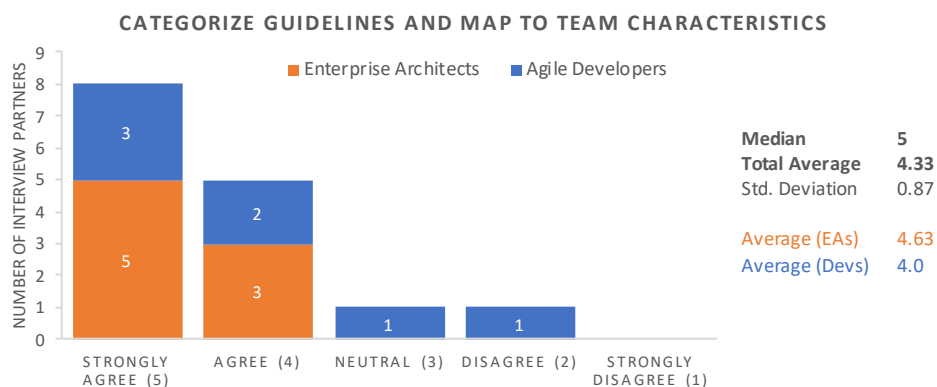 CATEGORIZE GUIDELINES AND MAP TO TEAM CHARACTERISTICS
Enterprise Architects
Agile Developers
NUMBER OF INTERVIEW PARTNERS
9
8
7
6
5
4
3
2
1
0
3
5
2
3
1
1
STRONGLY
AGREE (5)
AGREE (4)
NEUTRAL (3)
DISAGREE (2)
STRONGLY
DISAGREE (1)
Median 5
Total Average 4.33
Std. Deviation 0.87
Average (EAs) 4.63
Average (Devs) 4.0